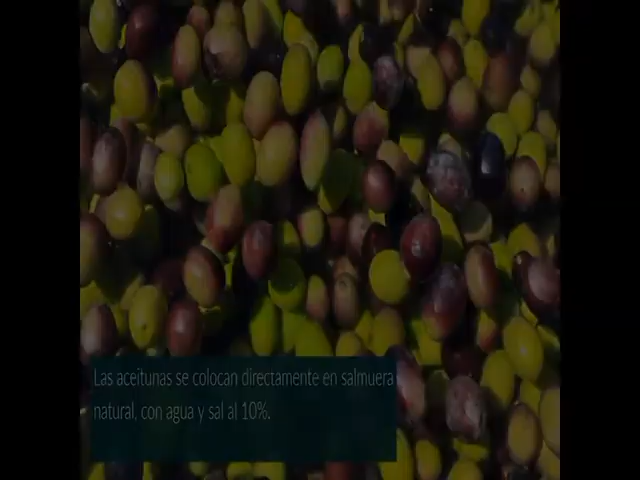 Las aceitunas se colocan directamente en salmuera
natural, con agua y sal al 10%.